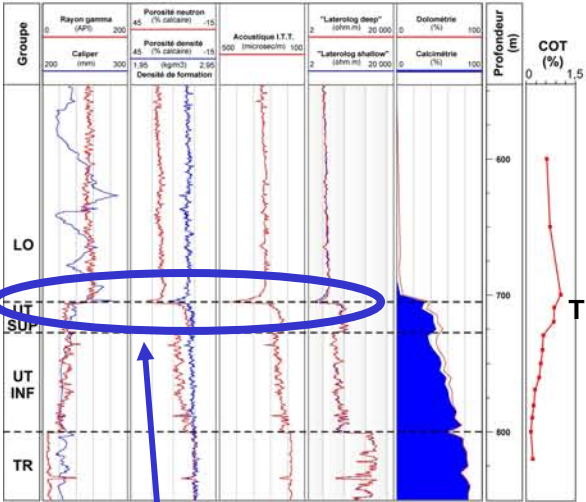 Groupe
Rayon gamma
0 (API) 200
Caliper
200 (mm) 300
Porosité neutron
45 (% calcaire) -15
Porosité densité
45 (% calcaire) -15
1,95 (kg/m3) 2,95
Densité de formation
Acoustique I.T.T.
500 (microsec/m) 100
"Laterolog deep"
2 (ohm.m) 20 000
"Laterolog shallow"
2 (ohm.m) 20 000
Dolométrie
0 (%) 100
Calcimétrie
0 (%) 100
Profondeur
(m)
COT
(%)
0 1,5
600
LO
700
T
UT
SUP
UT
INF
800
TR